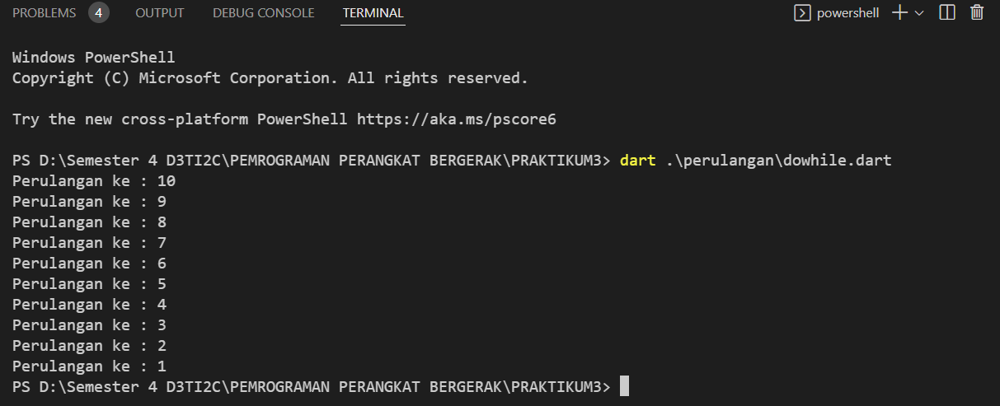 PROBLEMS 4 OUTPUT DEBUG CONSOLE TERMINAL powershell
Windows PowerShell
Copyright (C) Microsoft Corporation. All rights reserved.
Try the new cross-platform PowerShell https://aka.ms/pscore6
PS D:\Semester 4 D3TI2C\PEMROGRAMAN PERANGKAT BERGERAK\PRAKTIKUM3> dart .\perulangan\dowhile.dart
Perulangan ke : 10
Perulangan ke : 9
Perulangan ke : 8
Perulangan ke : 7
Perulangan ke : 6
Perulangan ke : 5
Perulangan ke : 4
Perulangan ke : 3
Perulangan ke : 2
Perulangan ke : 1
PS D:\Semester 4 D3TI2C\PEMROGRAMAN PERANGKAT BERGERAK\PRAKTIKUM3>